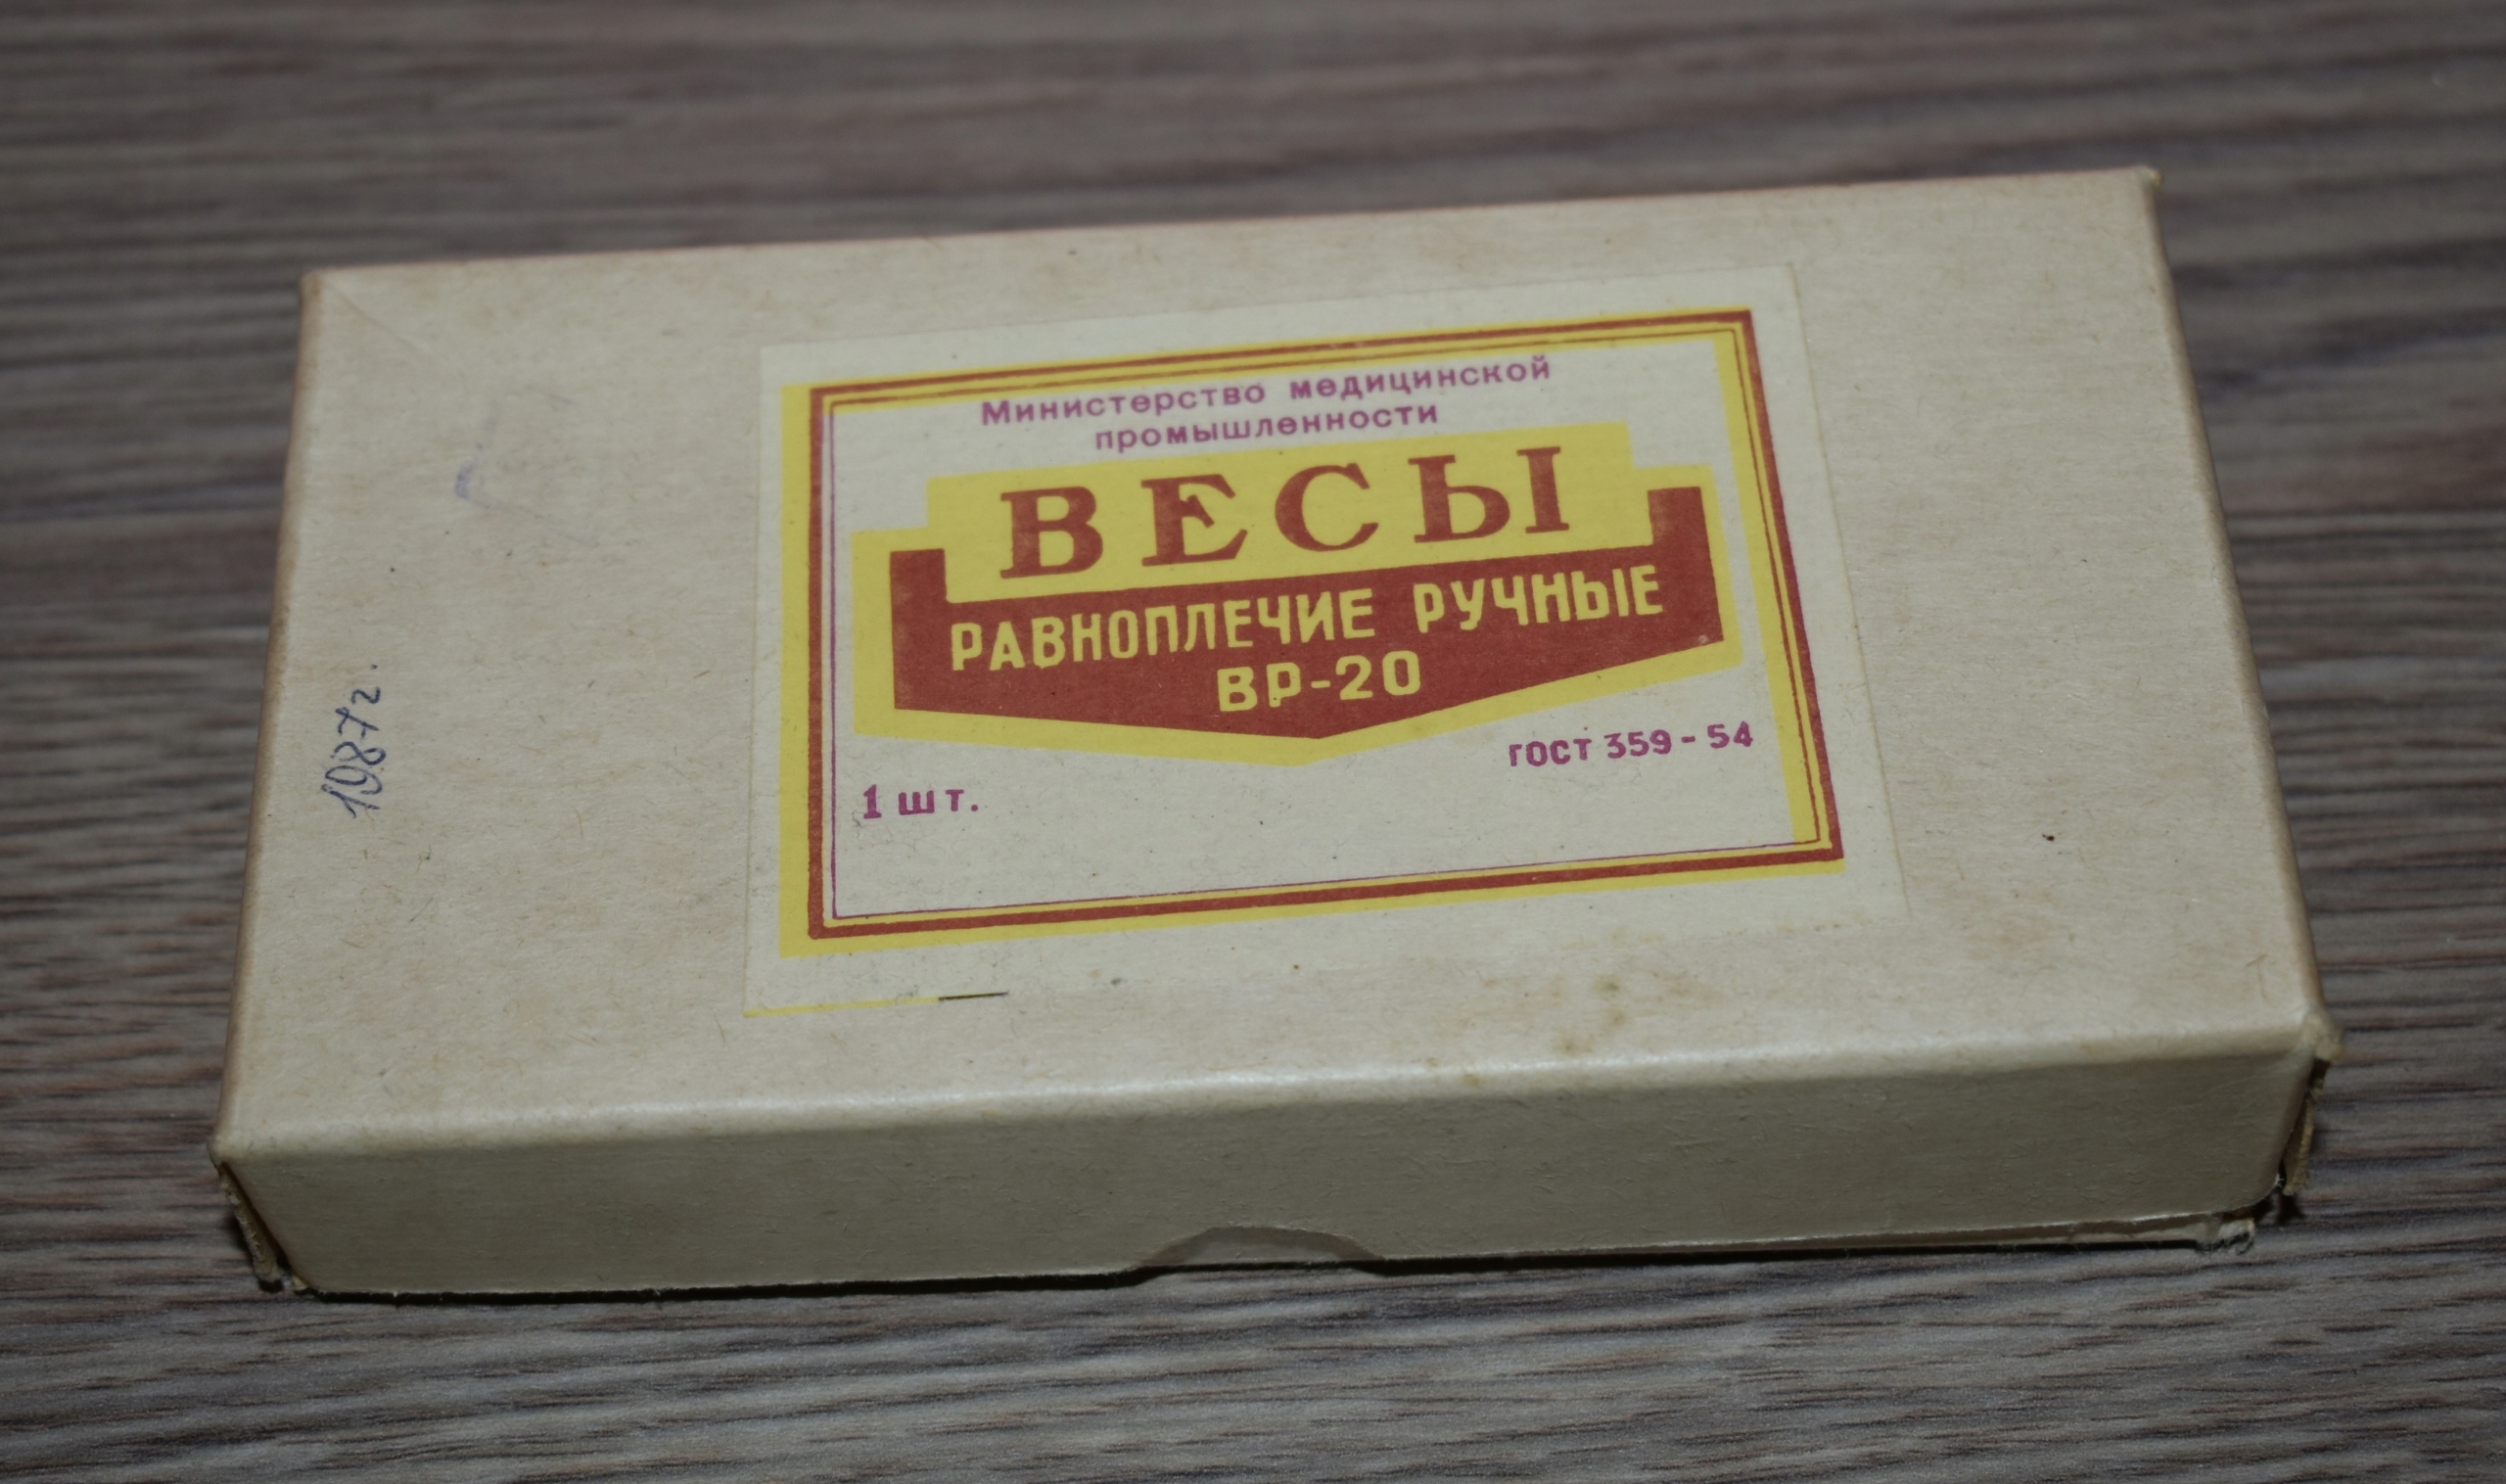 Министерство медицинской
промышленности
ВЕСЫ
РАВНОПЛЕЧИЕ РУЧНЫЕ
ВР-20
ГОСТ 359-54
1 шт.
1987г.